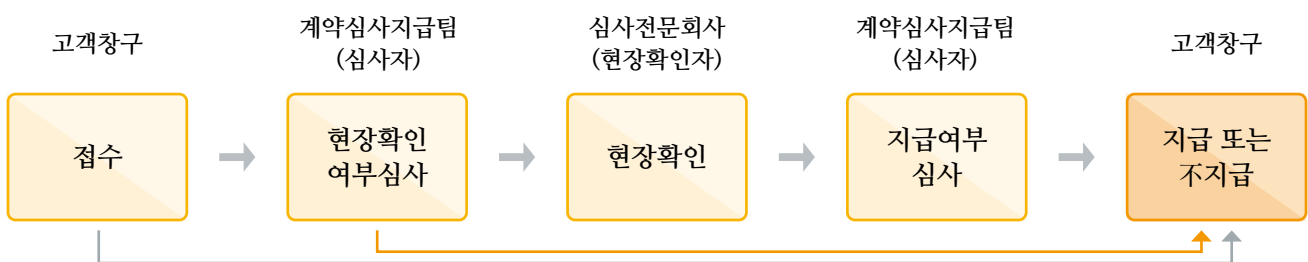 고객창구
계약심사지급팀
(심사자)
심사전문회사
(현장확인자)
계약심사지급팀
(심사자)
고객창구
접수
현장확인
여부심사
현장확인
지급여부
심사
지급 또는
不지급